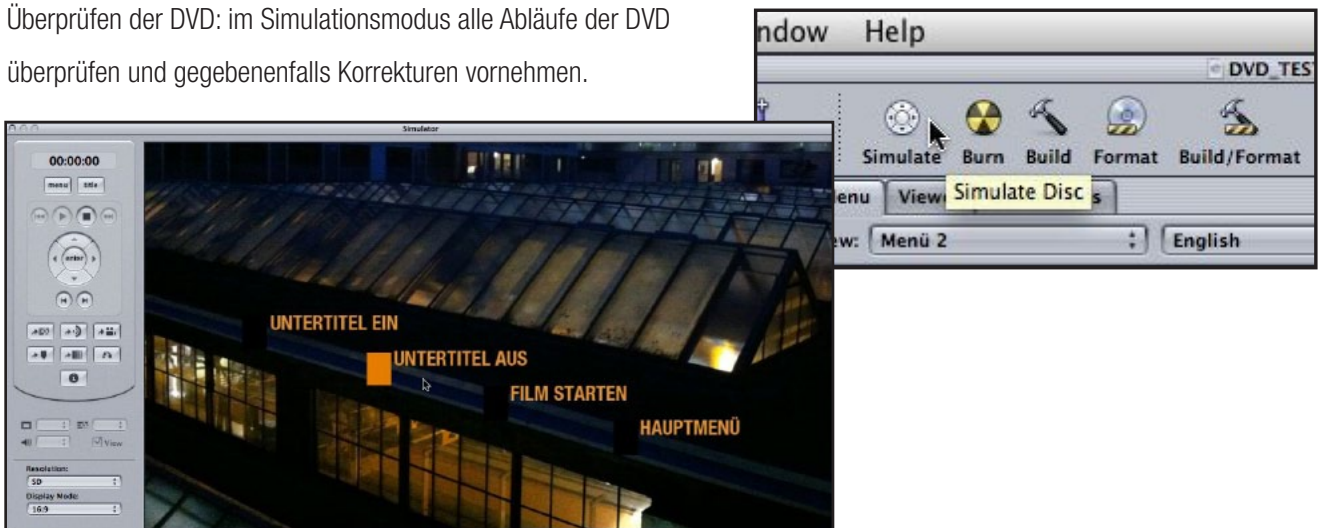 Überprüfen der DVD: im Simulationsmodus alle Abläufe der DVD
überprüfen und gegebenenfalls Korrekturen vornehmen.
ndow Help
DVD_TES
Simulate Burn Build Format Build/Format
enu View s
Simulate Disc
ew: Menü 2 English
Simulator
00:00:00
menu title
enter
View
Resolution:
SD
Display Mode:
16:9
UNTERTITEL EIN
UNTERTITEL AUS
FILM STARTEN
HAUPTMENÜ